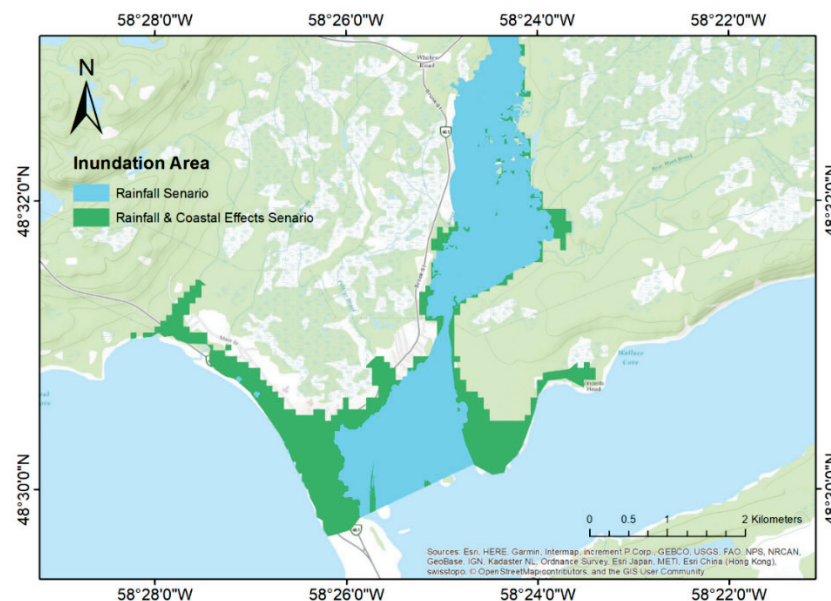 58°28'0"W 58°26'0"W 58°24'0"W 58°22'0"W
N
Inundation Area
Rainfall Senario
Rainfall & Coastal Effects Senario
48°32'0"N 48°32'0"N
Wallace
Cove
48°30'0"N 48°30'0"N
0 0.5 1 2 Kilometers
Sources: Esri, HERE, Garmin, Intermap, increment P Corp., GEBCO, USGS, FAO, NPS, NRCAN,
GeoBase, IGN, Kadaster NL, Ordnance Survey, Esri Japan, METI, Esri China (Hong Kong),
swisstopo, © OpenStreetMap contributors, and the GIS User Community
58°28'0"W 58°26'0"W 58°24'0"W 58°22'0"W